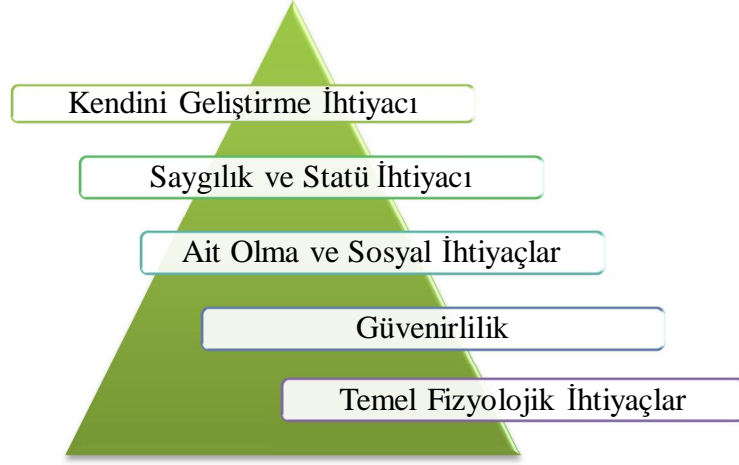 Kendini Geliştirme İhtiyacı
Saygılık ve Statü İhtiyacı
Ait Olma ve Sosyal İhtiyaçlar
Güvenirlilik
Temel Fizyolojik İhtiyaçlar